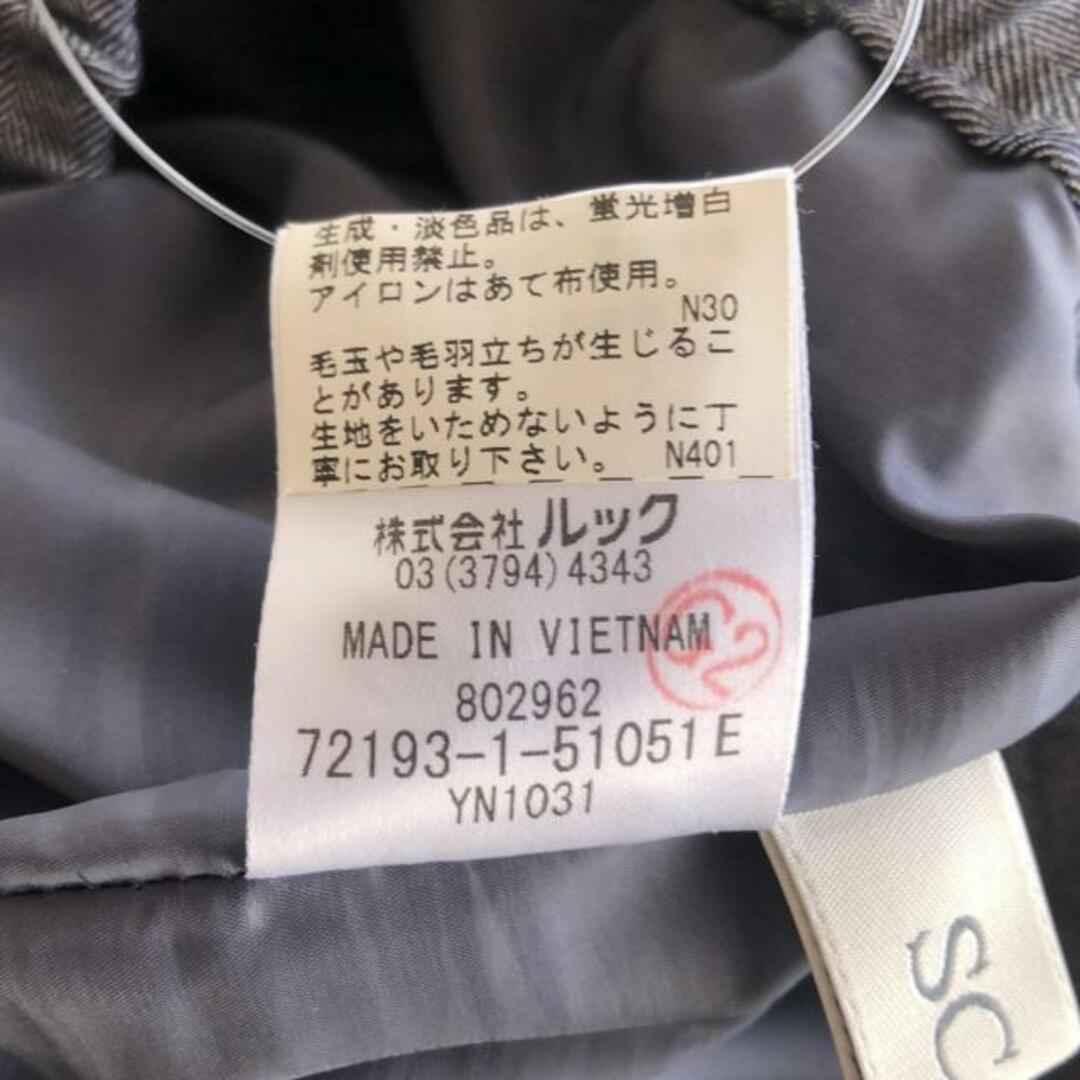 生成・淡色品は、蛍光増白
剤使用禁止。
アイロンはあて布使用。
N30
毛玉や毛羽立ちが生じるこ
とがあります。
生地をいためないように丁
寧にお取り下さい。 N401
株式会社 ルック
03(3794)4343
MADE IN VIETNAM
802962
72193-1-51051E
YN1031
SC